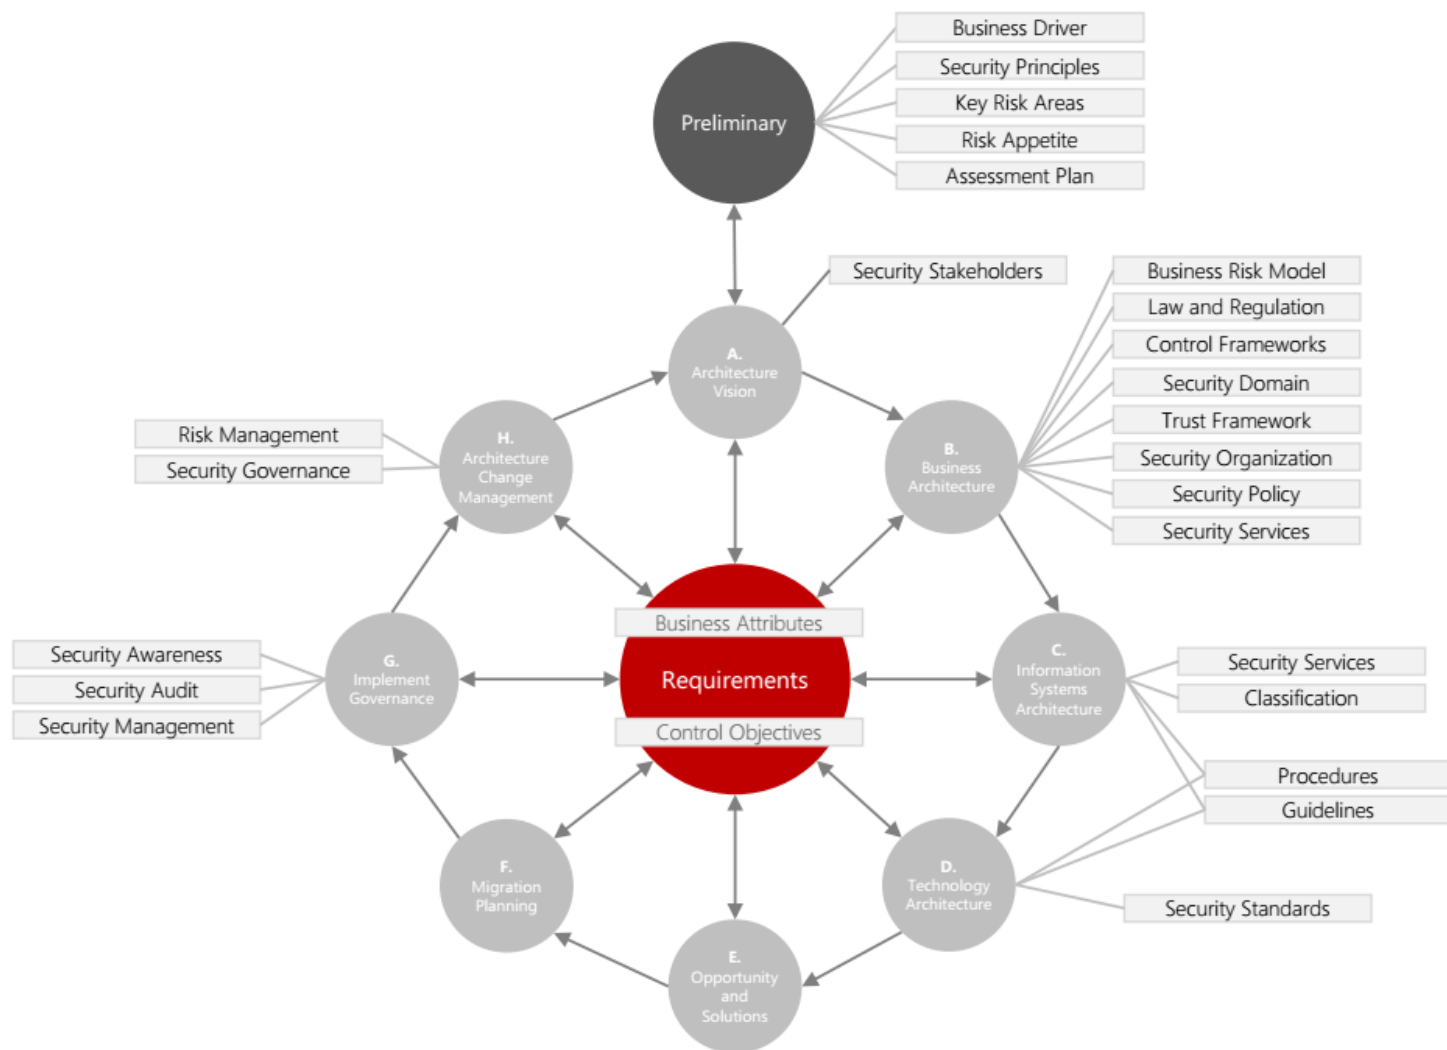 Business Driver
Security Principles
Key Risk Areas
Risk Appetite
Assessment Plan
Preliminary
Security Stakeholders
A.
Architecture
Vision
Business Risk Model
Law and Regulation
Control Frameworks
Security Domain
Trust Framework
Security Organization
Security Policy
Security Services
B.
Business
Architecture
Risk Management
Security Governance
H.
Architecture
Change
Management
Business Attributes
Requirements
Control Objectives
Security Awareness
Security Audit
Security Management
G.
Implement
Governance
C.
Information
Systems
Architecture
Security Services
Classification
Procedures
Guidelines
F.
Migration
Planning
D.
Technology
Architecture
Security Standards
E.
Opportunity
and
Solutions